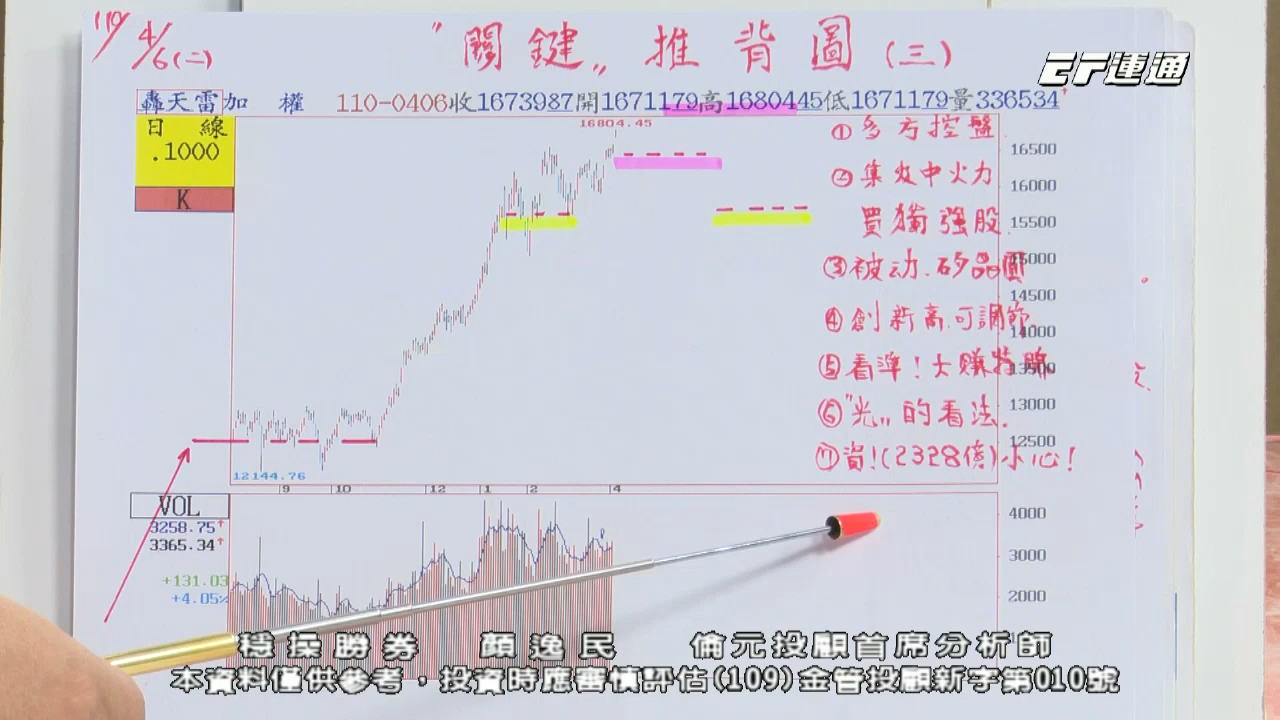 110
4/6(二)
"關鍵"推背圖(三)
EF運通
轟天雷加 權 110-0406收1673987開1671179高1680445低1671179量336534↑
日 線
.1000
K
16804.45
12144.76
16500
16000
15500
15000
14500
14000
13500
13000
12500
①多方控盤
②集中火力
買獨強股
③被动.矽晶圓
④創新高.可調節
⑤看準!大賺特賺
⑥"光"的看法.
⑦資!(2328億)小心!
9 10 12 1 2 4
VOL
3258.75↑
3365.34↑
+131.03
+4.05%
4000
3000
2000
穩操勝券 顏逸民 倫元投顧首席分析師
本資料僅供參考,投資時應審慎評估(109)金管投顧新字第010號